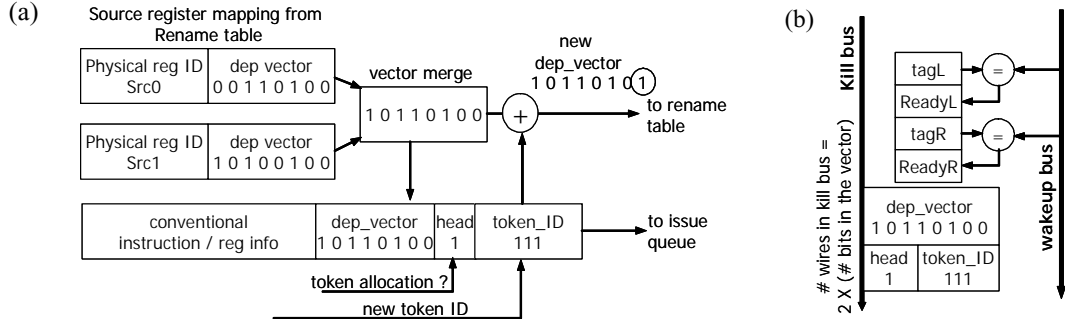 (a)
Source register mapping from
Rename table
Physical reg ID
Src0
dep vector
0 0 1 1 0 1 0 0
Physical reg ID
Src1
dep vector
1 0 1 0 0 1 0 0
vector merge
1 0 1 1 0 1 0 0
new
dep_vector
1 0 1 1 0 1 0 1
+
to rename
table
conventional
instruction / reg info
dep_vector
1 0 1 1 0 1 0 0
head
1
token_ID
111
to issue
queue
token allocation ?
new token ID
(b)
Kill bus
# wires in kill bus =
2 X (# bits in the vector)
tagL
=
ReadyL
tagR
=
ReadyR
dep_vector
1 0 1 1 0 1 0 0
head
1
token_ID
111
wakeup bus